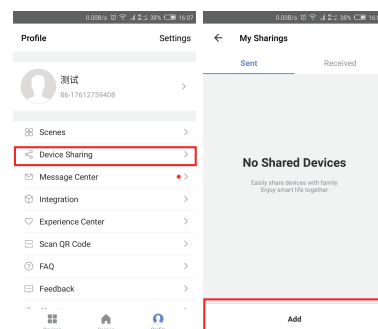 0.00B/s 38% 16:07
Profile
Settings
测试
86-17612759408
Scenes
Device Sharing
Message Center
Integration
Experience Center
Scan QR Code
FAQ
Feedback
Profile
0.00B/s 38%
My Sharings
Sent
Received
No Shared Devices
Easily share devices with family
Enjoy smart life together
Add